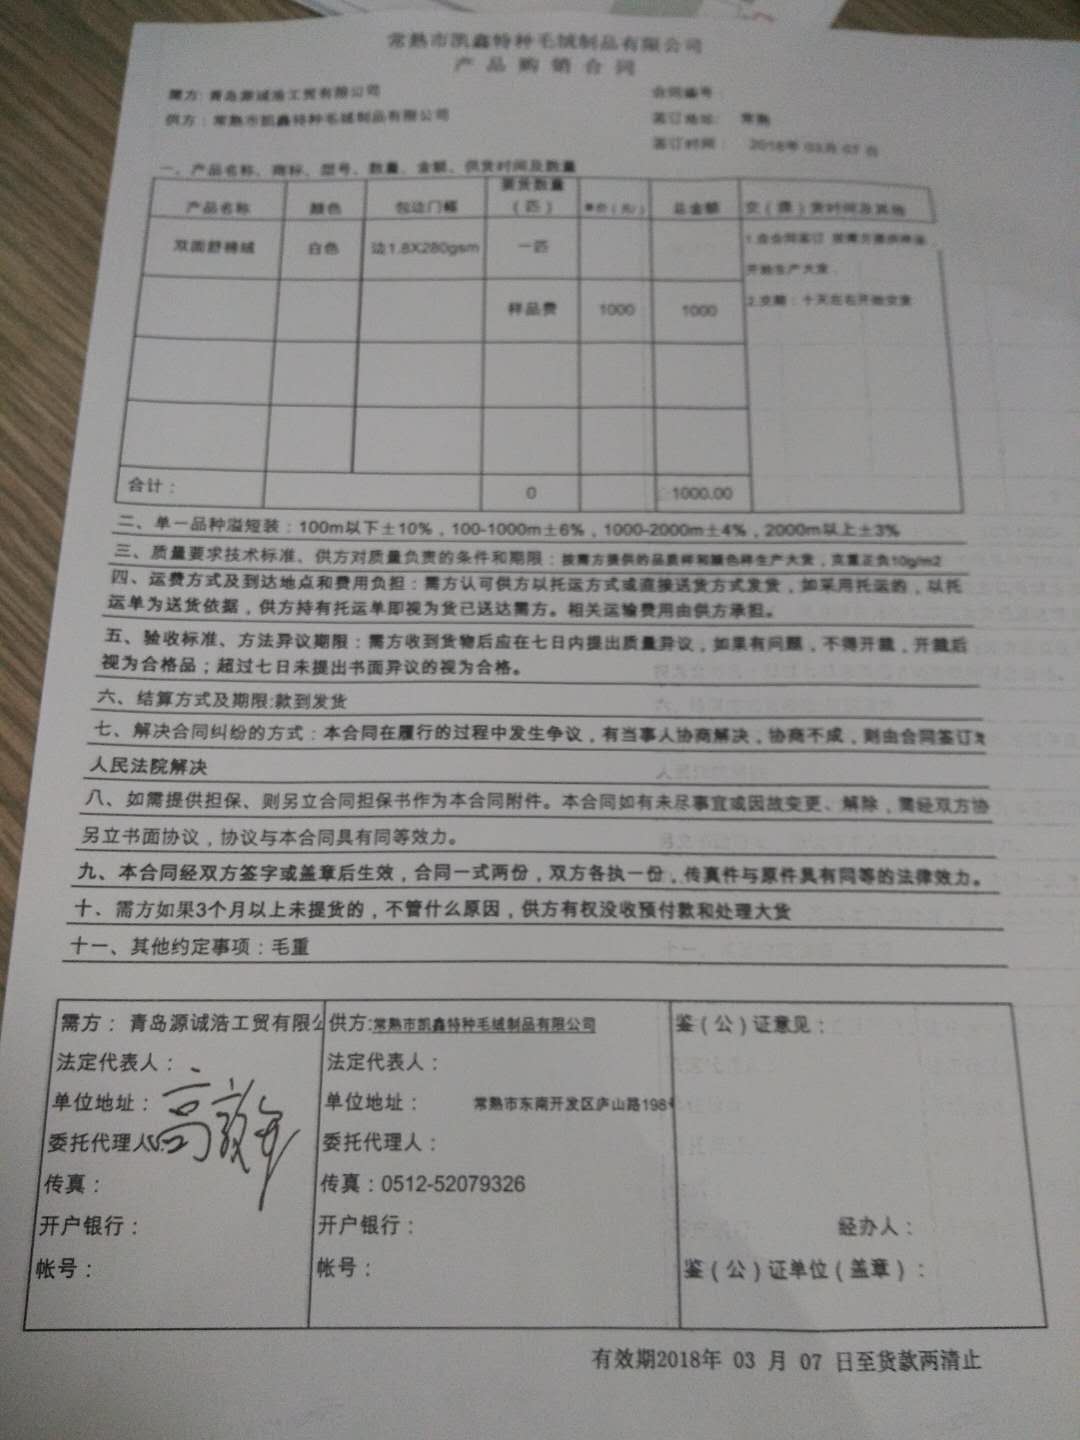 常熟市凯鑫特种毛绒制品有限公司
产品购销合同
需方: 青岛源诚浩工贸有限公司
合同编号:
供方：常熟市凯鑫特种毛绒制品有限公司
签订地址: 常熟
签订时间： 2018年 03月 07 日
一、产品名称、商标、型号、数量、金额、供货时间及数量
产品名称 颜色 包边门幅 要货数量（匹） 单价（元/） 总金额 交（提）货时间及其他
双面舒棉绒 白色 边1.8X280gsm 一匹
1.自合同签订 按需方提供样
开始生产大货.
样品费 1000 1000
2.交期：十天左右开始交货
合计： 0 1000.00
二、单一品种溢短装：100m以下±10%，100-1000m±6%，1000-2000m±4%，2000m以上±3%
三、质量要求技术标准、供方对质量负责的条件和期限：按需方提供的品质样和颜色样生产大货，克重正负10g/m2
四、运费方式及到达地点和费用负担：需方认可供方以托运方式或直接送货方式发货，如采用托运的，以托
运单为送货依据，供方持有托运单即视为货已送达需方。相关运输费用由供方承担。
五、验收标准、方法异议期限：需方收到货物后应在七日内提出质量异议，如果有问题，不得开裁，开裁后
视为合格品；超过七日未提出书面异议的视为合格。
六、结算方式及期限:款到发货
七、解决合同纠纷的方式：本合同在履行的过程中发生争议，有当事人协商解决，协商不成，则由合同签订
人民法院解决
八、如需提供担保、则另立合同担保书作为本合同附件。本合同如有未尽事宜或因故变更、解除，需经双方协
另立书面协议，协议与本合同具有同等效力。
九、本合同经双方签字或盖章后生效，合同一式两份，双方各执一份，传真件与原件具有同等的法律效力。
十、需方如果3个月以上未提货的，不管什么原因，供方有权没收预付款和处理大货
十一、其他约定事项：毛重
需方： 青岛源诚浩工贸有限公
法定代表人：
单位地址：
委托代理人:
传真：
开户银行：
帐号：
供方:常熟市凯鑫特种毛绒制品有限公司
法定代表人：
单位地址： 常熟市东南开发区庐山路198
委托代理人：
传真：0512-52079326
开户银行：
帐号：
鉴（公）证意见：
经办人：
鉴（公）证单位（盖章）：
有效期2018年 03 月 07 日至货款两清止